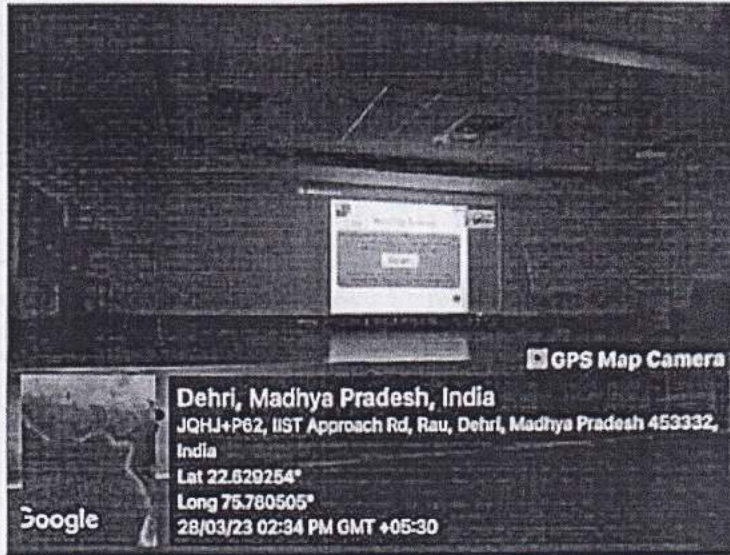 GPS Map Camera
Dehri, Madhya Pradesh, India
JQHJ+P62, IIST Approach Rd, Rau, Dehri, Madhya Pradesh 453332,
India
Lat 22.629254°
Long 75.780505°
28/03/23 02:34 PM GMT +05:30
Google